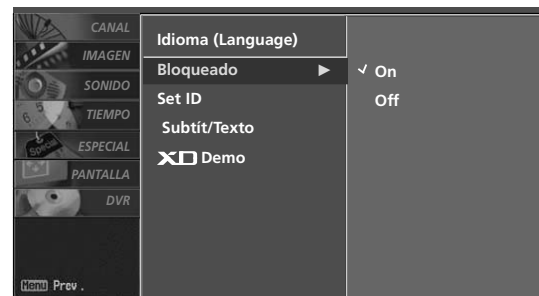 CANAL
IMAGEN
SONIDO
TIEMPO
ESPECIAL
PANTALLA
DVR
Menu Prev.
Idioma (Language)
Bloqueado ►
Set ID
Subtít/Texto
XD Demo
✓ On
Off
Special